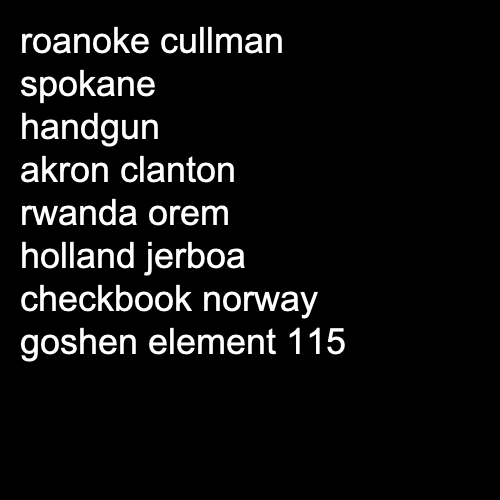 roanoke cullman
spokane
handgun
akron clanton
rwanda orem
holland jerboa
checkbook norway
goshen element 115